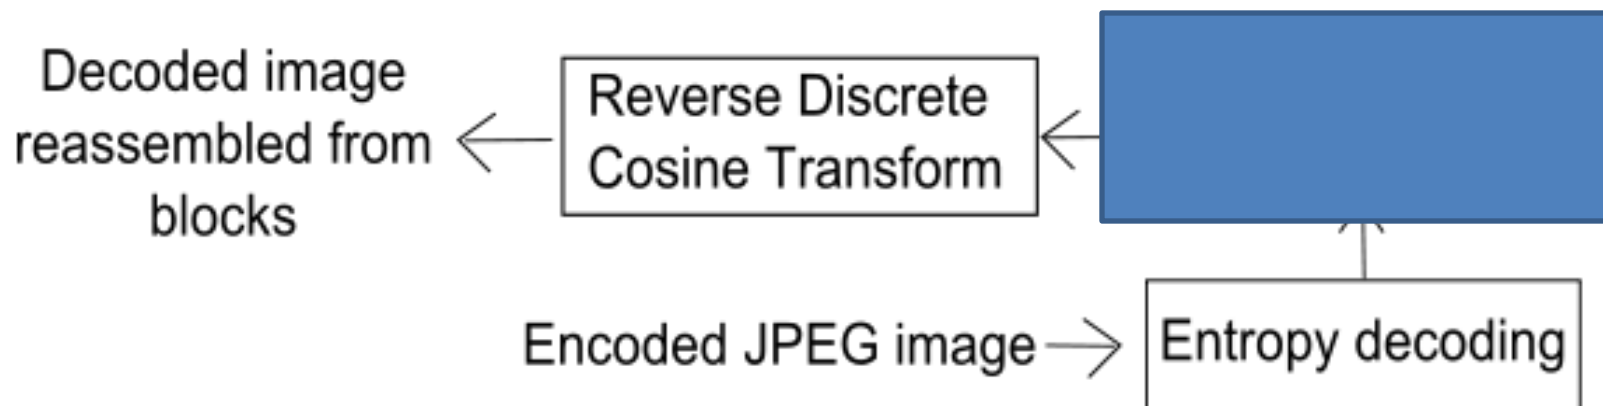 Decoded image
reassembled from
blocks
Reverse Discrete
Cosine Transform
Encoded JPEG image
Entropy decoding